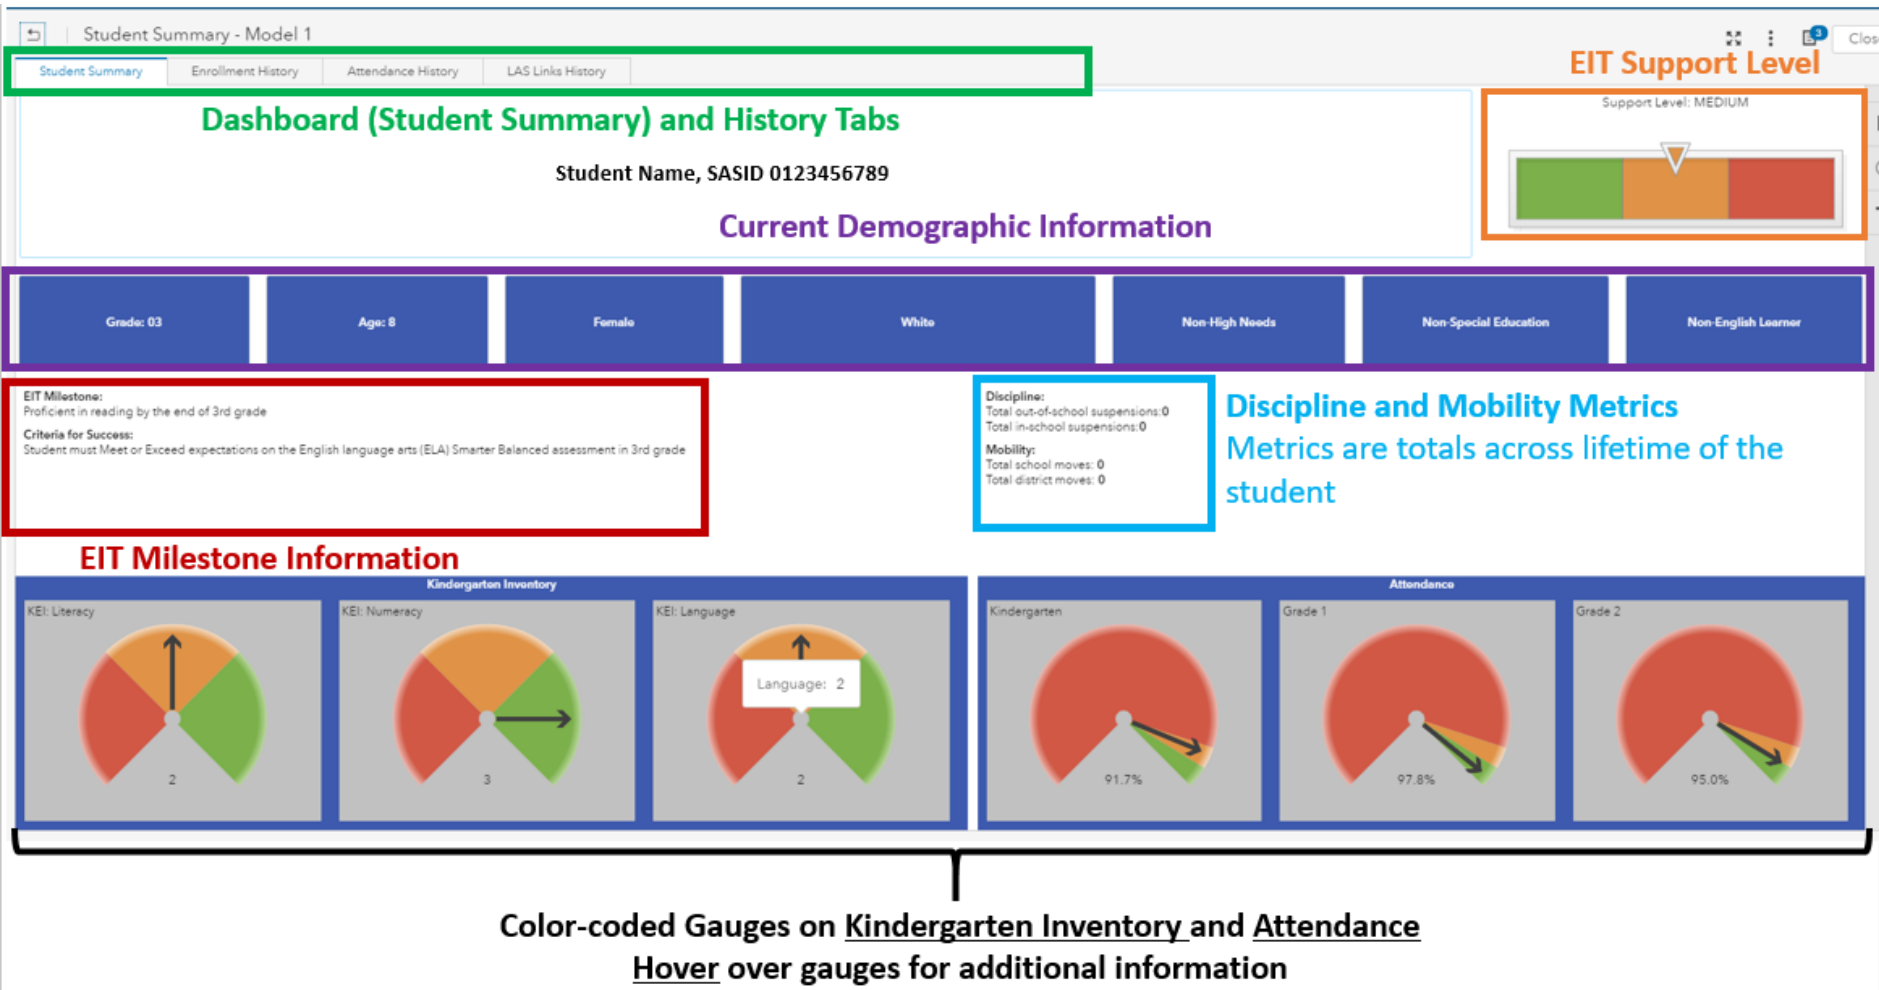 Student Summary - Model 1
3
Clos
EIT Support Level
Student Summary
Enrollment History
Attendance History
LAS Links History
Dashboard (Student Summary) and History Tabs
Support Level: MEDIUM
Student Name, SASID 0123456789
Current Demographic Information
Grade: 03
Age: 8
Female
White
Non-High Needs
Non-Special Education
Non-English Learner
EIT Milestone:
Proficient in reading by the end of 3rd grade
Criteria for Success:
Student must Meet or Exceed expectations on the English language arts (ELA) Smarter Balanced assessment in 3rd grade
Discipline:
Total out-of-school suspensions:0
Total in-school suspensions:0
Mobility:
Total school moves: 0
Total district moves: 0
Discipline and Mobility Metrics
Metrics are totals across lifetime of the
student
EIT Milestone Information
Kindergarten Inventory
KEI: Literacy
2
KEI: Numeracy
3
KEI: Language
Language: 2
2
Attendance
Kindergarten
91.7%
Grade 1
97.8%
Grade 2
95.0%
Color-coded Gauges on Kindergarten Inventory and Attendance
Hover over gauges for additional information